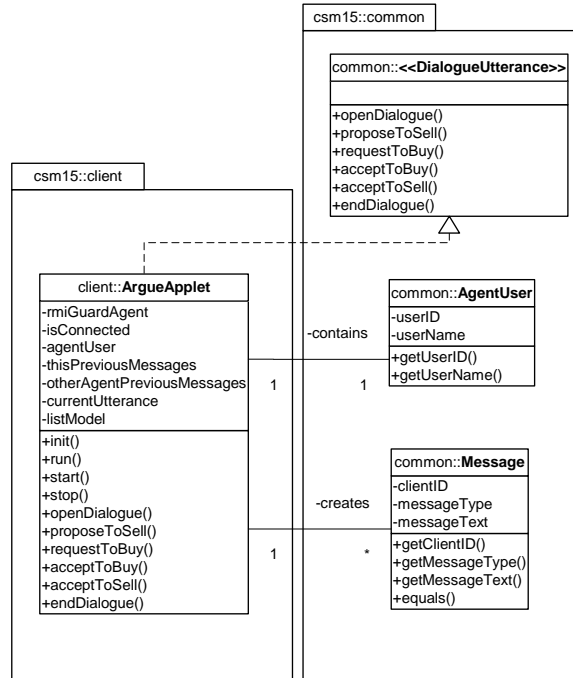 csm15::common
common::<<DialogueUtterance>>
+openDialogue()
+proposeToSell()
+requestToBuy()
+acceptToBuy()
+acceptToSell()
+endDialogue()
csm15::client
client::ArgueApplet
-rmiGuardAgent
-isConnected
-agentUser
-thisPreviousMessages
-otherAgentPreviousMessages
-currentUtterance
-listModel
+init()
+run()
+start()
+stop()
+openDialogue()
+proposeToSell()
+requestToBuy()
+acceptToBuy()
+acceptToSell()
+endDialogue()
-contains
1
1
common::AgentUser
-userID
-userName
+getUserID()
+getUserName()
-creates
1
*
common::Message
-clientID
-messageType
-messageText
+getClientID()
+getMessageType()
+getMessageText()
+equals()